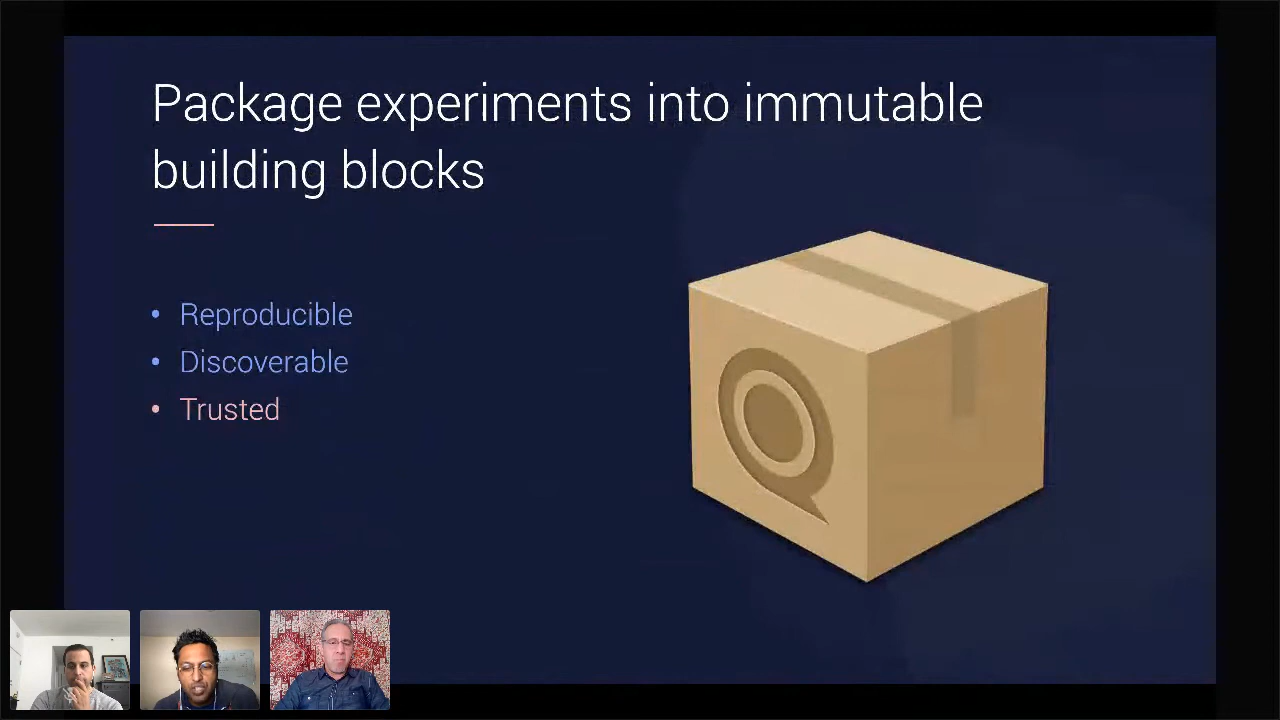 Package experiments into immutable
building blocks
• Reproducible
• Discoverable
• Trusted